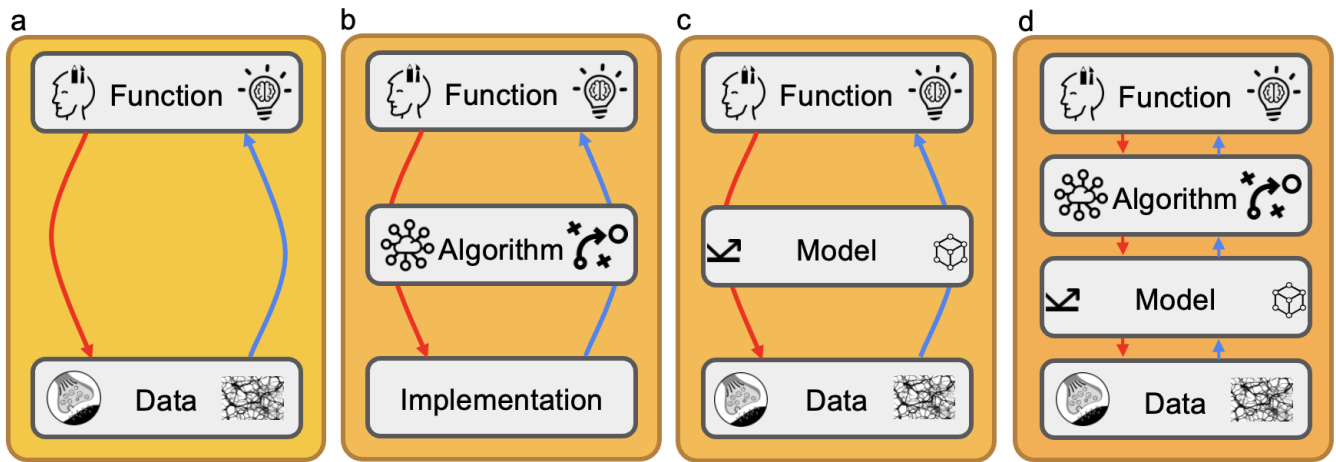 a
Function
Data
b
Function
Algorithm
Implementation
c
Function
Model
Data
d
Function
Algorithm
Model
Data